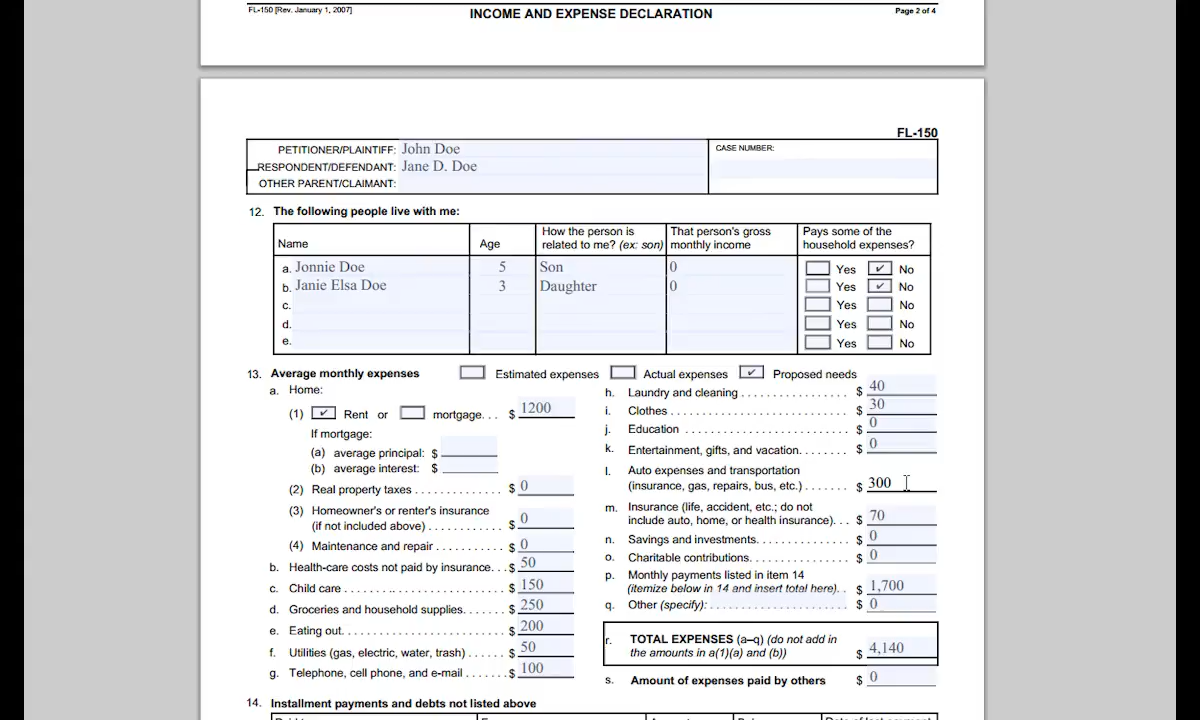 FL-150 [Rev. January 1, 2007] INCOME AND EXPENSE DECLARATION Page 2 of 4
FL-150
PETITIONER/PLAINTIFF: John Doe CASE NUMBER:
RESPONDENT/DEFENDANT: Jane D. Doe
OTHER PARENT/CLAIMANT:
12. The following people live with me:
Name Age How the person is related to me? (ex: son) That person's gross monthly income Pays some of the household expenses?
a. Jonnie Doe 5 Son 0 Yes ✓ No
b. Janie Elsa Doe 3 Daughter 0 Yes ✓ No
c. Yes No
d. Yes No
e. Yes No
13. Average monthly expenses Estimated expenses Actual expenses ✓ Proposed needs
a. Home:
(1) ✓ Rent or mortgage. . . $ 1200
If mortgage:
(a) average principal: $
(b) average interest: $
(2) Real property taxes . . . . . . . . . . . . . $ 0
(3) Homeowner's or renter's insurance
(if not included above) . . . . . . . . . . . $ 0
(4) Maintenance and repair . . . . . . . . . . $ 0
b. Health-care costs not paid by insurance. . . $ 50
c. Child care . . . . . . . . . . . . . . . . . . . . . . . . . $ 150
d. Groceries and household supplies. . . . . . . $ 250
e. Eating out. . . . . . . . . . . . . . . . . . . . . . . . . $ 200
f. Utilities (gas, electric, water, trash) . . . . . . $ 50
g. Telephone, cell phone, and e-mail . . . . . . . $ 100
h. Laundry and cleaning . . . . . . . . . . . . . . . . $ 40
i. Clothes . . . . . . . . . . . . . . . . . . . . . . . . . . . $ 30
j. Education . . . . . . . . . . . . . . . . . . . . . . . . . $ 0
k. Entertainment, gifts, and vacation. . . . . . . . $ 0
l. Auto expenses and transportation
(insurance, gas, repairs, bus, etc.) . . . . . . . $ 300
m. Insurance (life, accident, etc.; do not
include auto, home, or health insurance). . . $ 70
n. Savings and investments. . . . . . . . . . . . . . $ 0
o. Charitable contributions. . . . . . . . . . . . . . . $ 0
p. Monthly payments listed in item 14
(itemize below in 14 and insert total here). . $ 1,700
q. Other (specify): . . . . . . . . . . . . . . . . . . . . . $ 0
r. TOTAL EXPENSES (a–q) (do not add in
the amounts in a(1)(a) and (b)) $ 4,140
s. Amount of expenses paid by others $ 0
14. Installment payments and debts not listed above